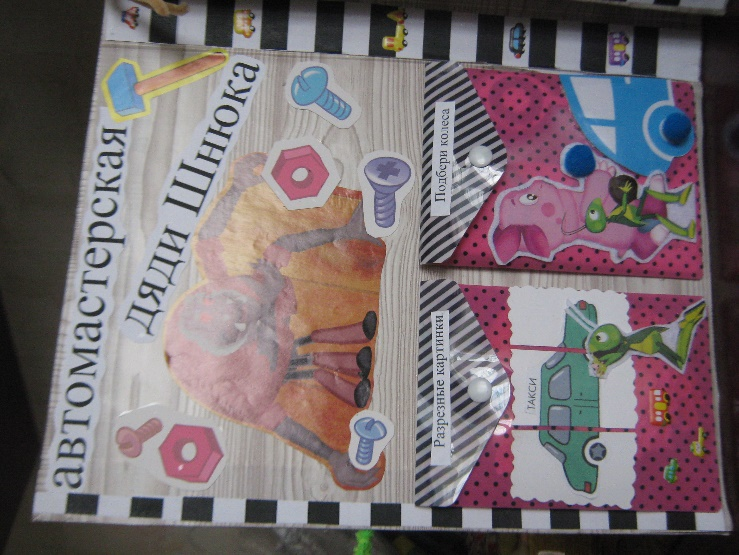 автомастерская
дяди Шнюка
Разрезные картинки
ТАКСИ
Подбери колеса